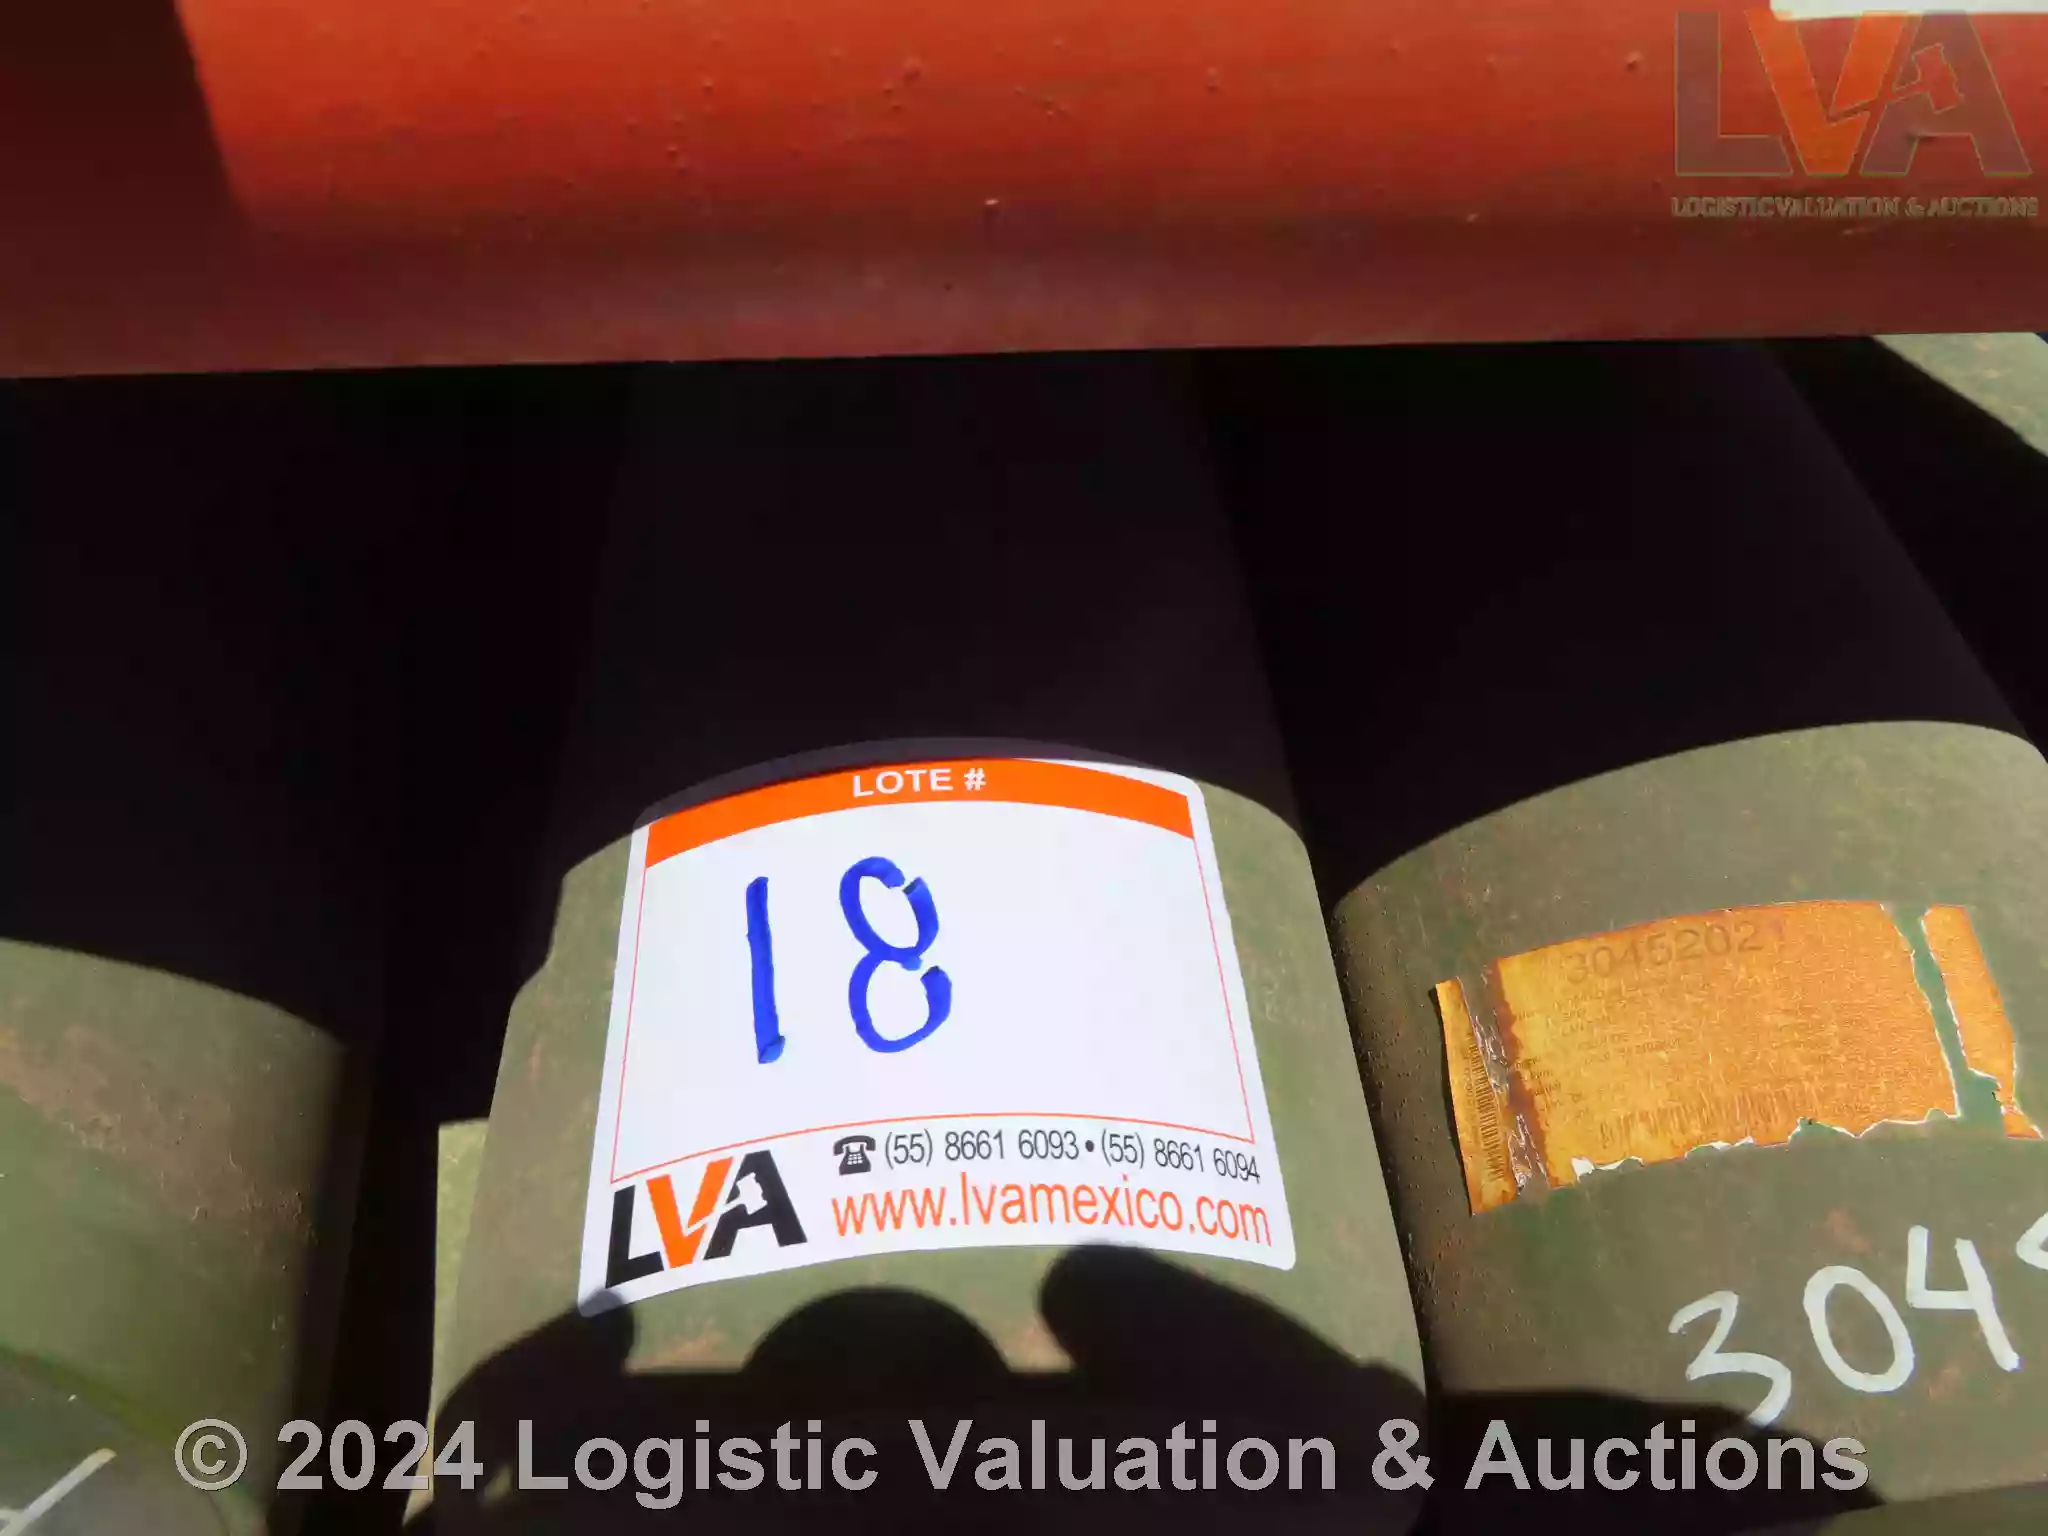 LVA
LOGISTIC VALUATION & AUCTIONS
LOTE #
18
3045202
(55) 8661 6093 • (55) 8661 6094
LVA www.lvamexico.com
304
© 2024 Logistic Valuation & Auctions